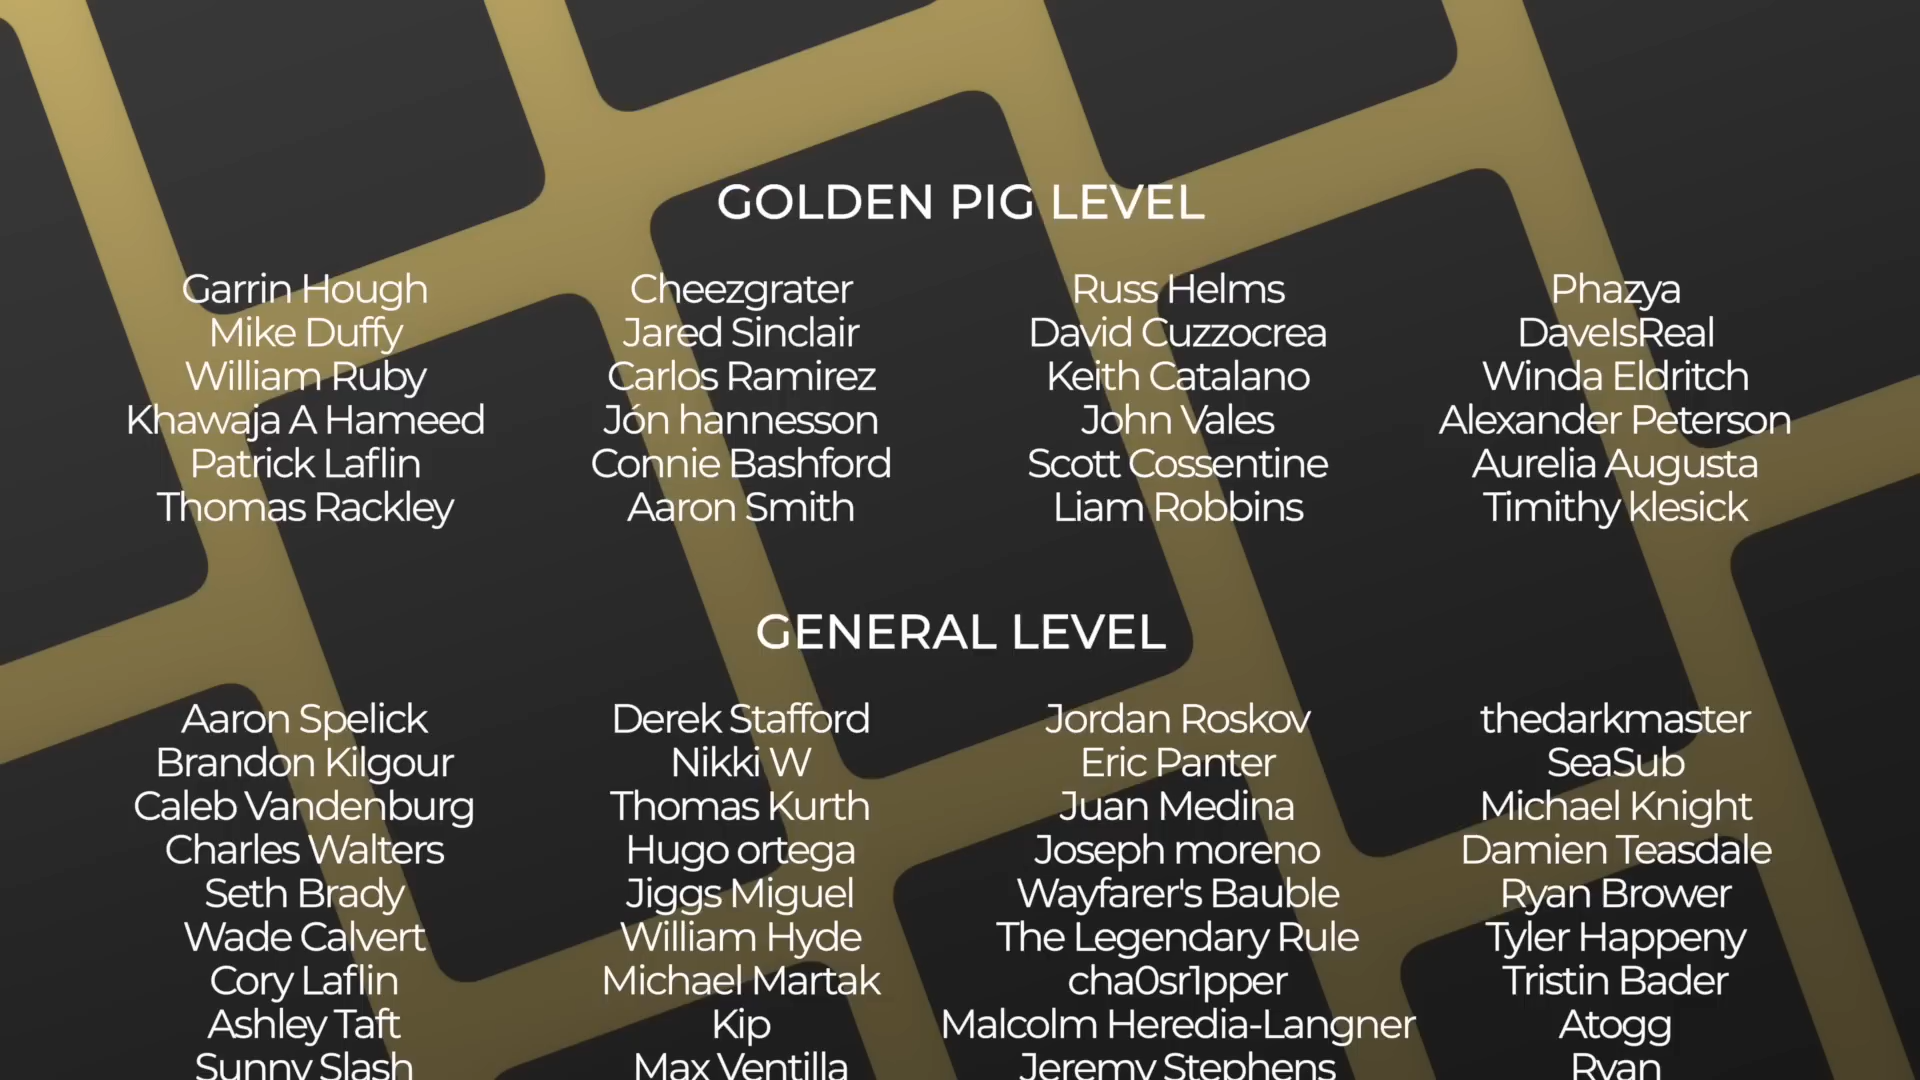 GOLDEN PIG LEVEL
Garrin Hough Cheezgrater Russ Helms Phazya
Mike Duffy Jared Sinclair David Cuzzocrea DaveIsReal
William Ruby Carlos Ramirez Keith Catalano Winda Eldritch
Khawaja A Hameed Jón hannesson John Vales Alexander Peterson
Patrick Laflin Connie Bashford Scott Cossentine Aurelia Augusta
Thomas Rackley Aaron Smith Liam Robbins Timithy klesick
GENERAL LEVEL
Aaron Spelick Derek Stafford Jordan Roskov thedarkmaster
Brandon Kilgour Nikki W Eric Panter SeaSub
Caleb Vandenburg Thomas Kurth Juan Medina Michael Knight
Charles Walters Hugo ortega Joseph moreno Damien Teasdale
Seth Brady Jiggs Miguel Wayfarer's Bauble Ryan Brower
Wade Calvert William Hyde The Legendary Rule Tyler Happeny
Cory Laflin Michael Martak cha0sr1pper Tristin Bader
Ashley Taft Kip Malcolm Heredia-Langner Atogg
Sunny Slash Max Ventilla Jeremy Stephens Ryan